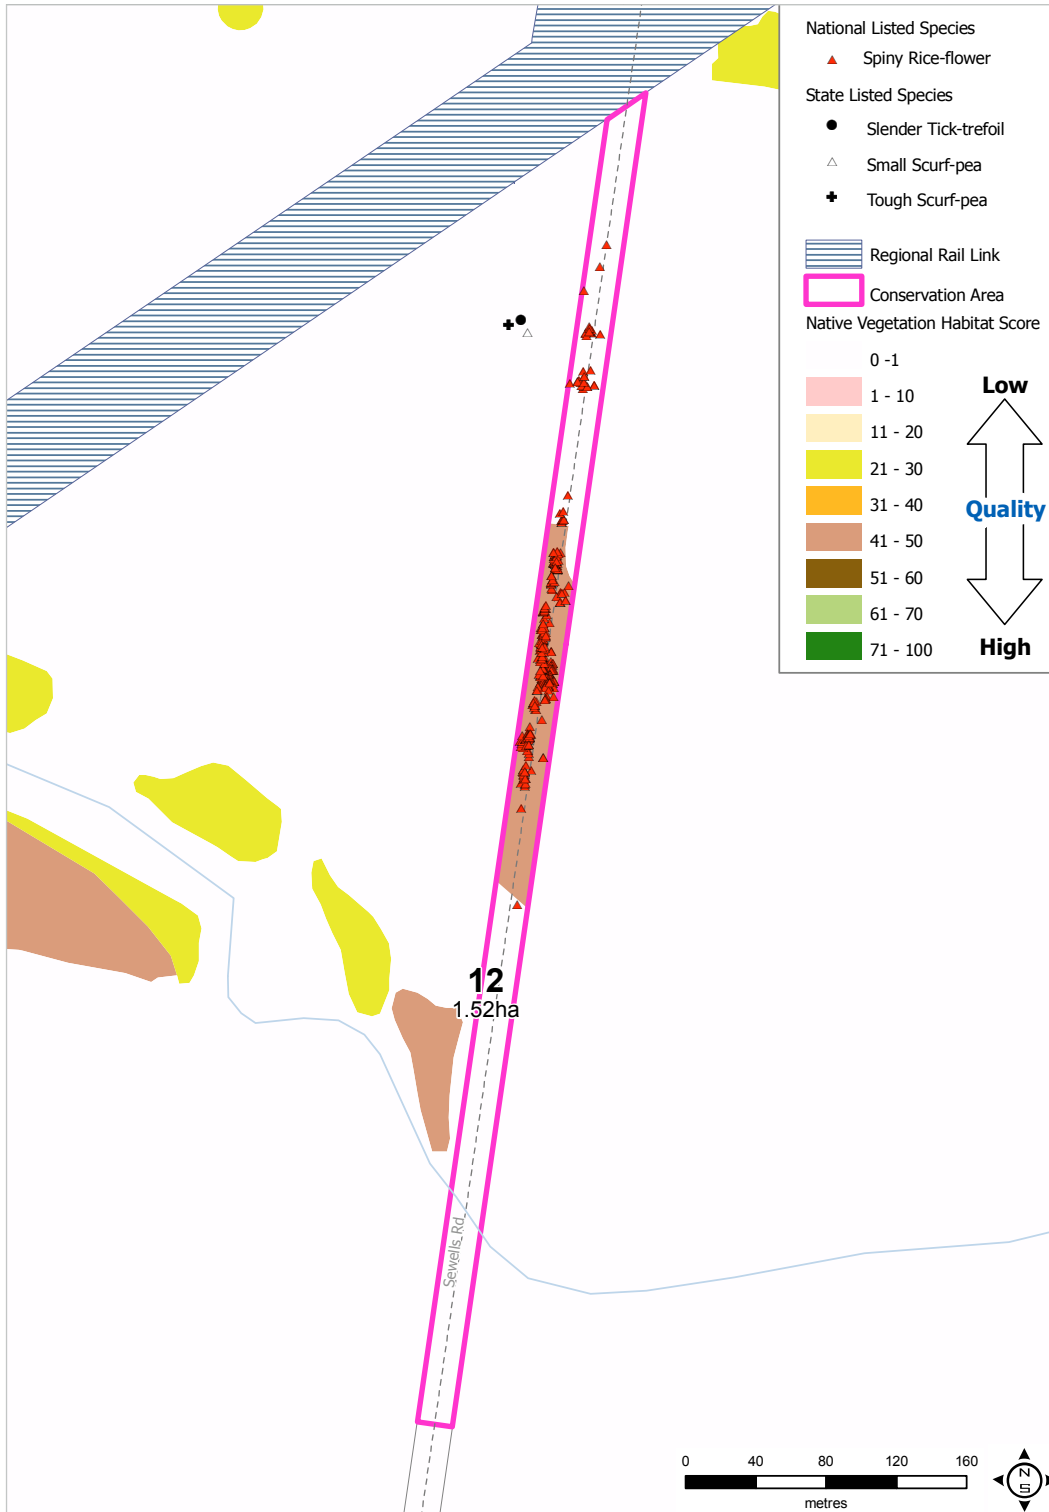 National Listed Species
Spiny Rice-flower
State Listed Species
Slender Tick-trefoil
Small Scurf-pea
Tough Scurf-pea
Regional Rail Link
Conservation Area
Native Vegetation Habitat Score
0 -1
1 - 10
11 - 20
21 - 30
31 - 40
41 - 50
51 - 60
61 - 70
71 - 100
Low
Quality
High
12
1.52ha
Sewells Rd
0 40 80 120 160
metres
N
S